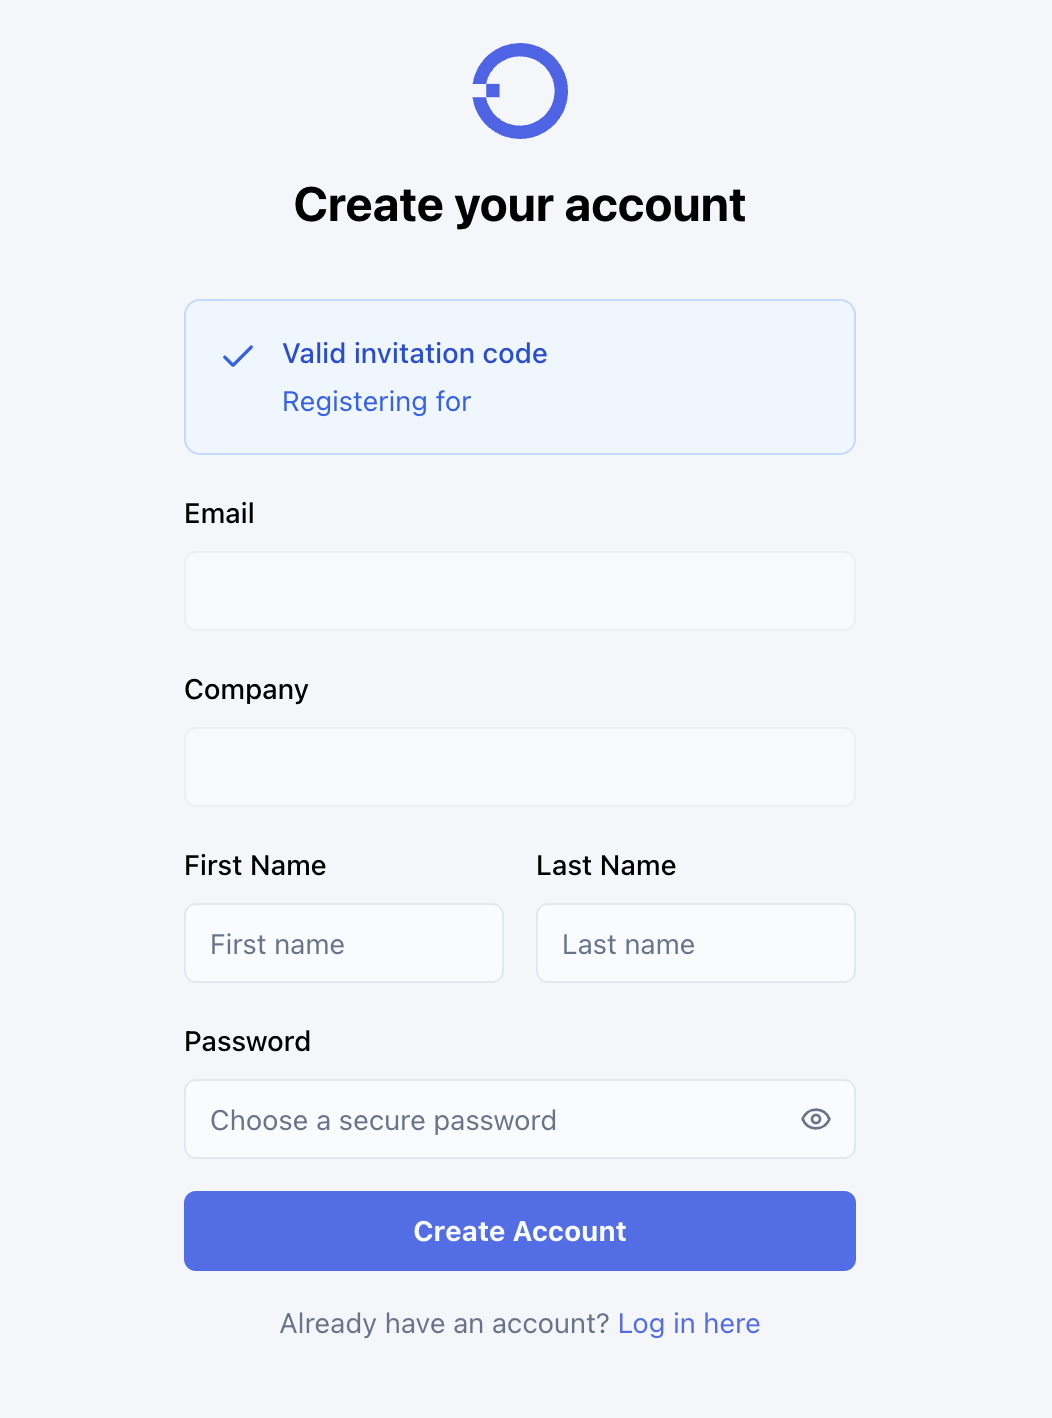 Create your account
Valid invitation code
Registering for
Email
Company
First Name
Last Name
First name
Last name
Password
Choose a secure password
Create Account
Already have an account? Log in here